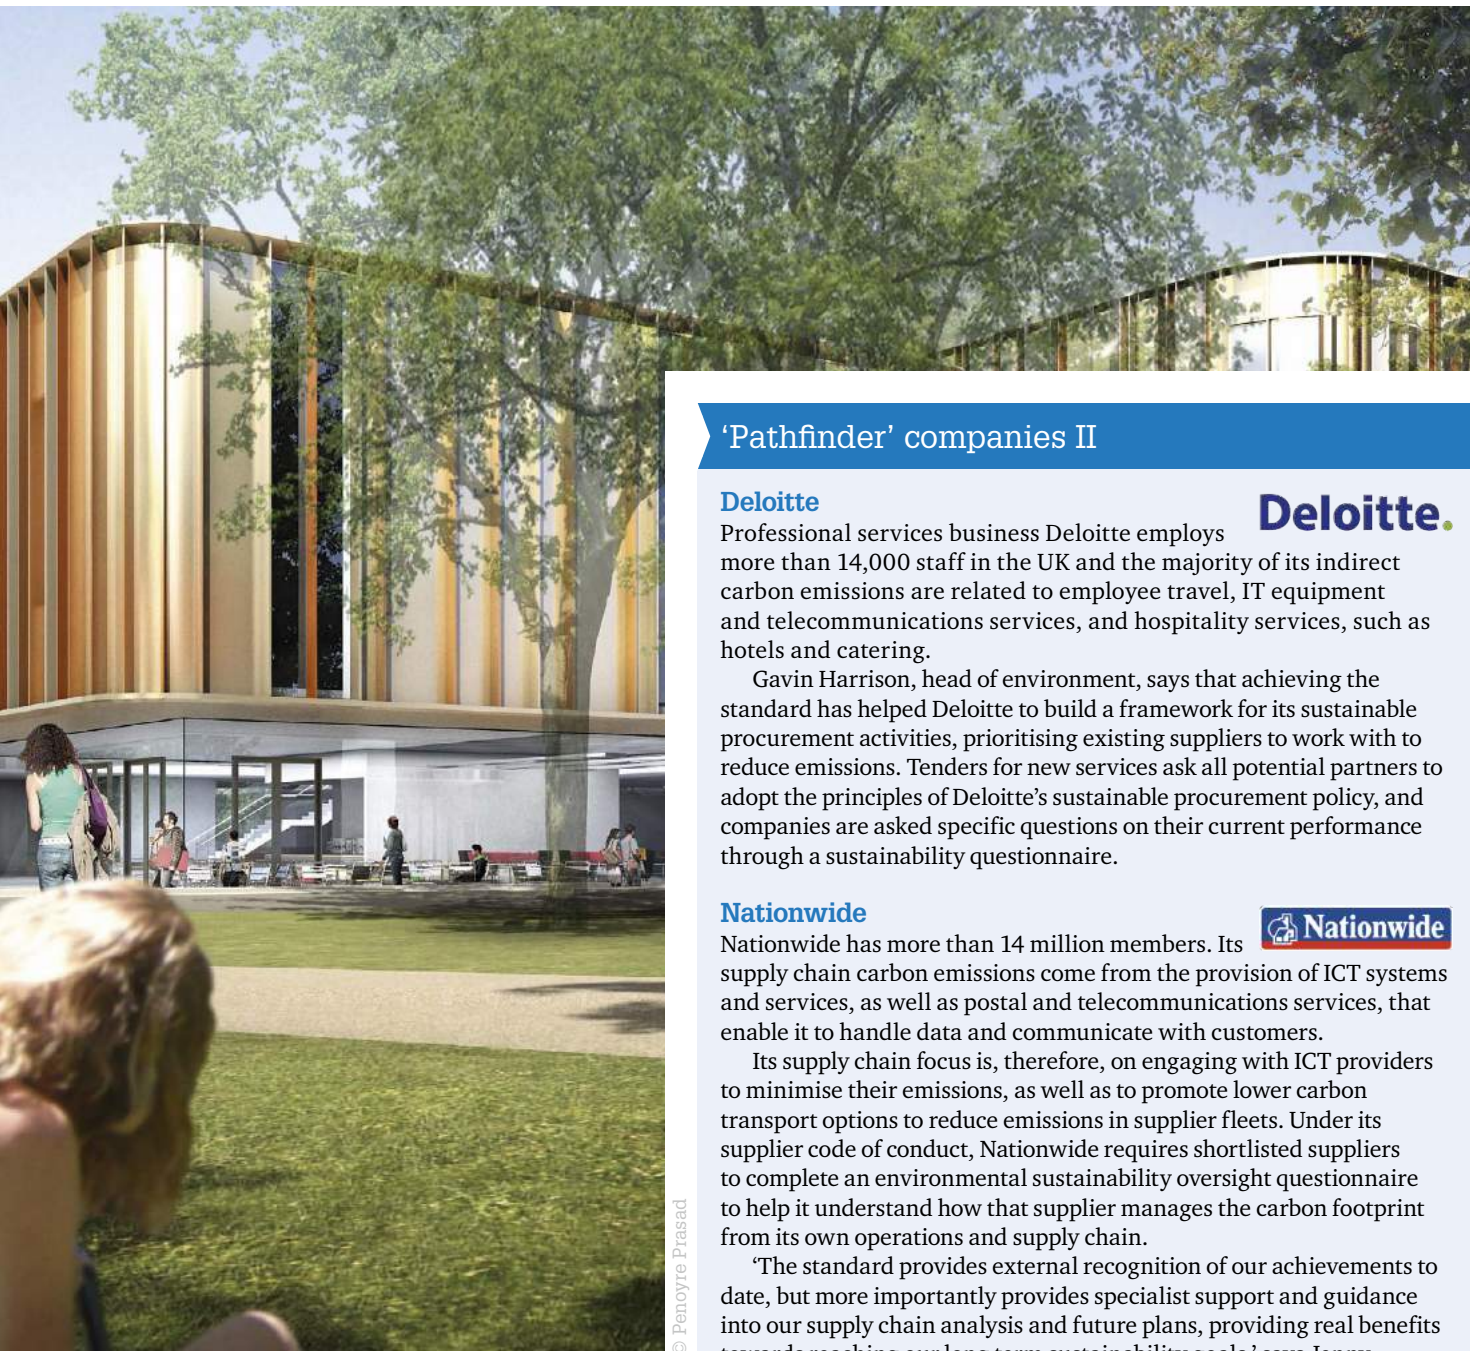 ‘Pathfinder’ companies II
Deloitte
Deloitte.
Professional services business Deloitte employs
more than 14,000 staff in the UK and the majority of its indirect
carbon emissions are related to employee travel, IT equipment
and telecommunications services, and hospitality services, such as
hotels and catering.
Gavin Harrison, head of environment, says that achieving the
standard has helped Deloitte to build a framework for its sustainable
procurement activities, prioritising existing suppliers to work with to
reduce emissions. Tenders for new services ask all potential partners to
adopt the principles of Deloitte’s sustainable procurement policy, and
companies are asked specific questions on their current performance
through a sustainability questionnaire.
Nationwide
Nationwide
Nationwide has more than 14 million members. Its
supply chain carbon emissions come from the provision of ICT systems
and services, as well as postal and telecommunications services, that
enable it to handle data and communicate with customers.
Its supply chain focus is, therefore, on engaging with ICT providers
to minimise their emissions, as well as to promote lower carbon
transport options to reduce emissions in supplier fleets. Under its
supplier code of conduct, Nationwide requires shortlisted suppliers
to complete an environmental sustainability oversight questionnaire
to help it understand how that supplier manages the carbon footprint
from its own operations and supply chain.
‘The standard provides external recognition of our achievements to
date, but more importantly provides specialist support and guidance
into our supply chain analysis and future plans, providing real benefits
towards reaching our long-term sustainability goals,’ says Jenny
© Penoyre Prasad